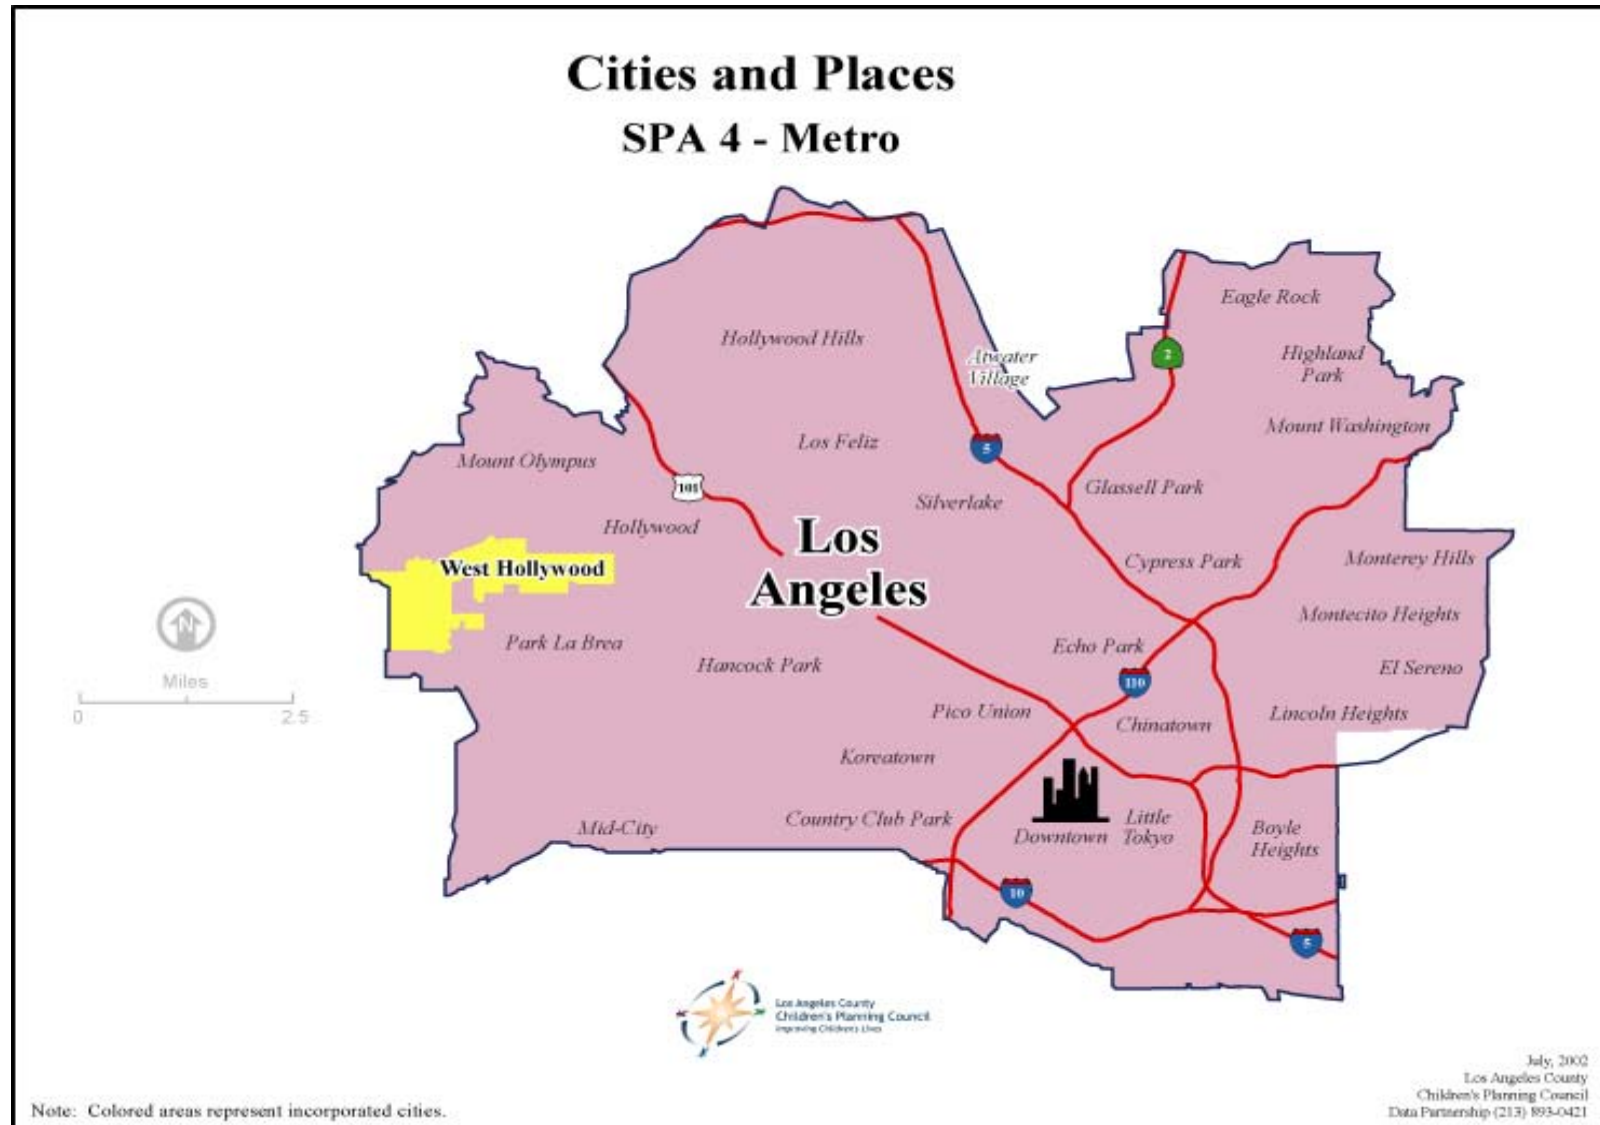 Cities and Places
SPA 4 - Metro
Eagle Rock
Hollywood Hills
Atwater
Village
2
Highland
Park
Mount Washington
Los Feliz
5
Mount Olympus
101
Glassell Park
Silverlake
Hollywood
Los
Angeles
West Hollywood
Cypress Park
Monterey Hills
Montecito Heights
N
Park La Brea
Hancock Park
Echo Park
El Sereno
Miles
0
2.5
110
Pico Union
Chinatown
Lincoln Heights
Koreatown
Country Club Park
Mid-City
Downtown
Little
Tokyo
Boyle
Heights
10
5
N
Los Angeles County
Children's Planning Council
Improving Children's Lives
July, 2002
Los Angeles County
Children's Planning Council
Data Partnership (213) 893-0421
Note: Colored areas represent incorporated cities.